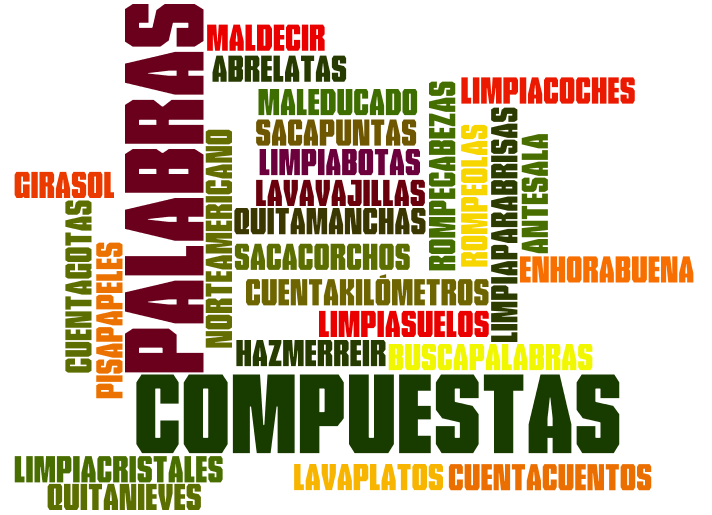 PALABRAS
MALDECIR
ABRELATAS
MALEDUCADO
SACAPUNTAS
LIMPIABOTAS
LAVAVAJILLAS
QUITAMANCHAS
SACACORCHOS
CUENTAKILÓMETROS
LIMPIASUELOS
HAZMERREIR
BUSCAPALABRAS
NORTEAMERICANO
ROMPECABEZAS
ROMPEOLAS
LIMPIAPARABRISAS
ANTESALA
LIMPIACOCHES
ENHORABUENA
GIRASOL
CUENTAGOTAS
PISAPAPELES
COMPUESTAS
LIMPIACRISTALES
QUITANIEVES
LAVAPLATOS
CUENTACUENTOS